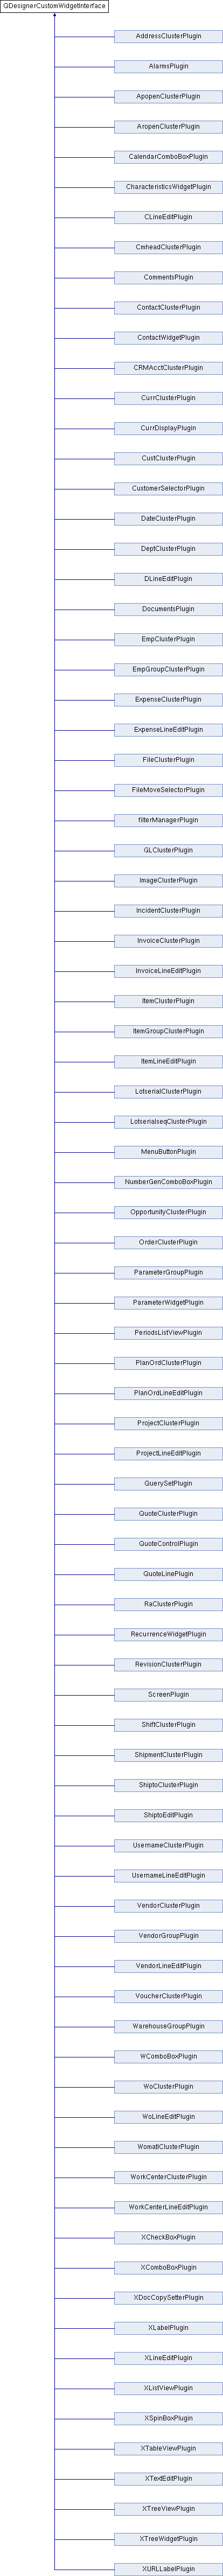 QDesignerCustomWidgetInterface
AddressClusterPlugin
AlarmsPlugin
ApopenClusterPlugin
AropenClusterPlugin
CalendarComboBoxPlugin
CharacteristicsWidgetPlugin
CLineEditPlugin
CmheadClusterPlugin
CommentsPlugin
ContactClusterPlugin
ContactWidgetPlugin
CRMAcctClusterPlugin
CurrClusterPlugin
CurrDisplayPlugin
CustClusterPlugin
CustomerSelectorPlugin
DateClusterPlugin
DeptClusterPlugin
DLineEditPlugin
DocumentsPlugin
EmpClusterPlugin
EmpGroupClusterPlugin
ExpenseClusterPlugin
ExpenseLineEditPlugin
FileClusterPlugin
FileMoveSelectorPlugin
filterManagerPlugin
GLClusterPlugin
ImageClusterPlugin
IncidentClusterPlugin
InvoiceClusterPlugin
InvoiceLineEditPlugin
ItemClusterPlugin
ItemGroupClusterPlugin
ItemLineEditPlugin
LotserialClusterPlugin
LotserialseqClusterPlugin
MenuButtonPlugin
NumberGenComboBoxPlugin
OpportunityClusterPlugin
OrderClusterPlugin
ParameterGroupPlugin
ParameterWidgetPlugin
PeriodsListViewPlugin
PlanOrdClusterPlugin
PlanOrdLineEditPlugin
ProjectClusterPlugin
ProjectLineEditPlugin
QuerySetPlugin
QuoteClusterPlugin
QuoteControlPlugin
QuoteLinePlugin
RaClusterPlugin
RecurrenceWidgetPlugin
RevisionClusterPlugin
ScreenPlugin
ShiftClusterPlugin
ShipmentClusterPlugin
ShiptoClusterPlugin
ShiptoEditPlugin
UsernameClusterPlugin
UsernameLineEditPlugin
VendorClusterPlugin
VendorGroupPlugin
VendorLineEditPlugin
VoucherClusterPlugin
WarehouseGroupPlugin
WComboBoxPlugin
WoClusterPlugin
WoLineEditPlugin
WomatlClusterPlugin
WorkCenterClusterPlugin
WorkCenterLineEditPlugin
XCheckBoxPlugin
XComboBoxPlugin
XDocCopySetterPlugin
XLabelPlugin
XLineEditPlugin
XListViewPlugin
XSpinBoxPlugin
XTableViewPlugin
XTextEditPlugin
XTreeViewPlugin
XTreeWidgetPlugin
XURLLabelPlugin